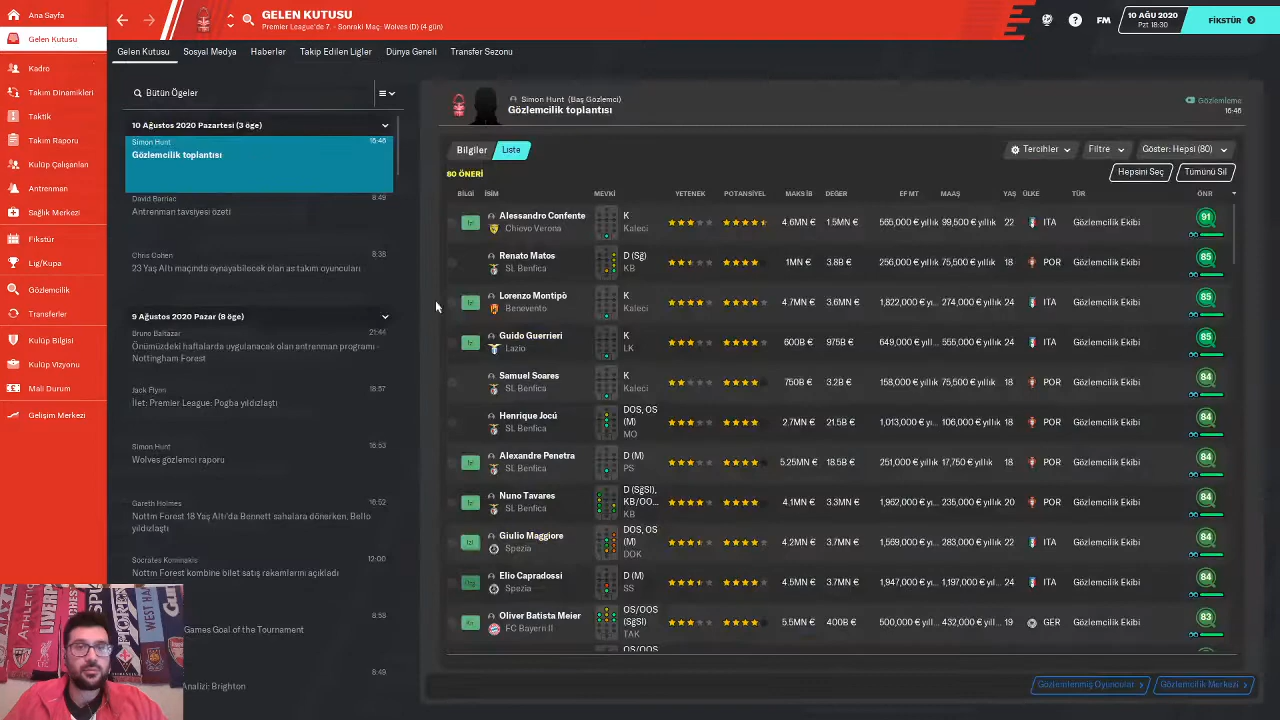 Ana Sayfa
Gelen Kutusu
Kadro
Takım Dinamikleri
Taktik
Takım Raporu
Kulüp Çalışanları
Antrenman
Sağlık Merkezi
Fikstür
Lig/Kupa
Gözlemcilik
Transferler
Kulüp Bilgisi
Kulüp Vizyonu
Mali Durum
Gelişim Merkezi
GELEN KUTUSU
Premier League'de 7. - Sonraki Maç- Wolves (D) (4 gün)
FM
10 AĞU 2020
Pzt 18:30
FİKSTÜR
Gelen Kutusu Sosyal Medya Haberler Takip Edilen Ligler Dünya Geneli Transfer Sezonu
Bütün Ögeler
10 Ağustos 2020 Pazartesi (3 öge)
Simon Hunt 16:46
Gözlemcilik toplantısı
David Barriac 8:49
Antrenman tavsiyesi özeti
Chris Cohen 8:38
23 Yaş Altı maçında oynayabilecek olan as takım oyuncuları
9 Ağustos 2020 Pazar (8 öge)
Bruno Baltazar 21:44
Önümüzdeki haftalarda uygulanacak olan antrenman programı -
Nottingham Forest
Jack Flynn 18:57
İlet: Premier League: Pogba yıldızlaştı
Simon Hunt 16:53
Wolves gözlemci raporu
Gareth Holmes 16:52
Nottm Forest 18 Yaş Altı'da Bennett sahalara dönerken, Bello
yıldızlaştı
Socrates Kominakis 12:00
Nottm Forest kombine bilet satış rakamlarını açıkladı
8:58
Games Goal of the Tournament
8:49
Analizi: Brighton
Simon Hunt (Baş Gözlemci)
Gözlemcilik toplantısı
Gözlemleme
16:46
Bilgiler Liste
Tercihler Filtre Göster: Hepsi (80)
80 ÖNERİ
Hepsini Seç Tümünü Sil
BİLGİ İSİM MEVKİ YETENEK POTANSİYEL MAKS İB DEĞER EF MT MAAŞ YAŞ ÜLKE TÜR ÖNR
Alessandro Confente K 4.6MN € 1.5MN € 565,000 € yıllık 99,500 € yıllık 22 ITA Gözlemcilik Ekibi 91
Chievo Verona Kaleci
Renato Matos D (Sg) 1MN € 3.8B € 256,000 € yıllık 75,500 € yıllık 18 POR Gözlemcilik Ekibi 85
SL Benfica KB
Lorenzo Montipò K 4.7MN € 3.6MN € 1,822,000 € y... 274,000 € yıllık 24 ITA Gözlemcilik Ekibi 85
Benevento Kaleci
Guido Guerrieri K 600B € 975B € 649,000 € yıl... 555,000 € yıllık 24 ITA Gözlemcilik Ekibi 85
Lazio LK
Samuel Soares K 750B € 3.2B € 158,000 € yıllık 75,500 € yıllık 18 POR Gözlemcilik Ekibi 84
SL Benfica Kaleci
Henrique Jocú DOS, OS (M) 2.7MN € 21.5B € 1,013,000 € yıl... 106,000 € yıllık 18 POR Gözlemcilik Ekibi 84
SL Benfica MO
Alexandre Penetra D (M) 5.25MN € 18.5B € 251,000 € yıl... 17,750 € yıllık 18 POR Gözlemcilik Ekibi 84
SL Benfica PS
Nuno Tavares D (SgSl), KB/OO... 4.1MN € 3.3MN € 1,962,000 € y... 235,000 € yıllık 20 POR Gözlemcilik Ekibi 84
SL Benfica KB
Giulio Maggiore DOS, OS (M) 4.2MN € 3.7MN € 1,569,000 € y... 283,000 € yıllık 22 ITA Gözlemcilik Ekibi 84
Spezia DOK
Elio Capradossi D (M) 4.5MN € 3.7MN € 1,947,000 € y... 1,197,000 € yıllık 24 ITA Gözlemcilik Ekibi 84
Spezia SS
Oliver Batista Meier OS/OOS (SgSl) 5.5MN € 400B € 500,000 € yıll... 432,000 € yıllık 19 GER Gözlemcilik Ekibi 83
FC Bayern II TAK
OS/OOS
Gözlemlenmiş Oyuncular Gözlemcilik Merkezi